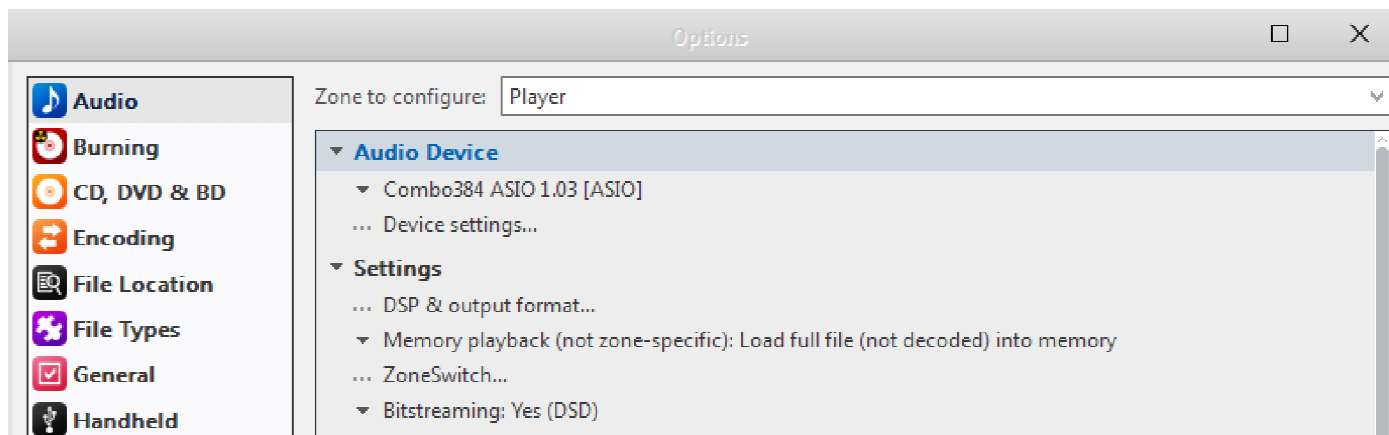 Options
Audio
Burning
CD, DVD & BD
Encoding
File Location
File Types
General
Handheld
Zone to configure: Player
Audio Device
Combo384 ASIO 1.03 [ASIO]
... Device settings...
Settings
... DSP & output format...
Memory playback (not zone-specific): Load full file (not decoded) into memory
... ZoneSwitch...
Bitstreaming: Yes (DSD)